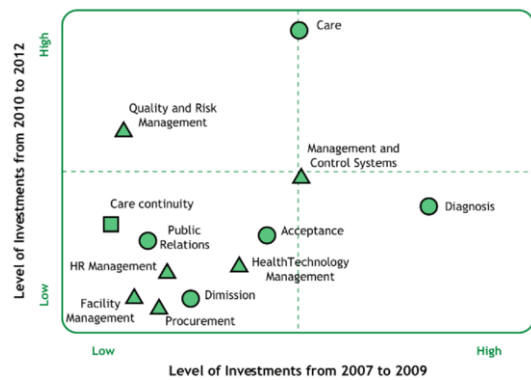 High
Care
Quality and Risk
Management
Management and
Control Systems
Level of Investments from 2010 to 2012
Care continuity
Diagnosis
Public
Relations
Acceptance
HR Management
HealthTechnology
Management
Facility
Management
Dimission
Procurement
Low
Low
High
Level of Investments from 2007 to 2009